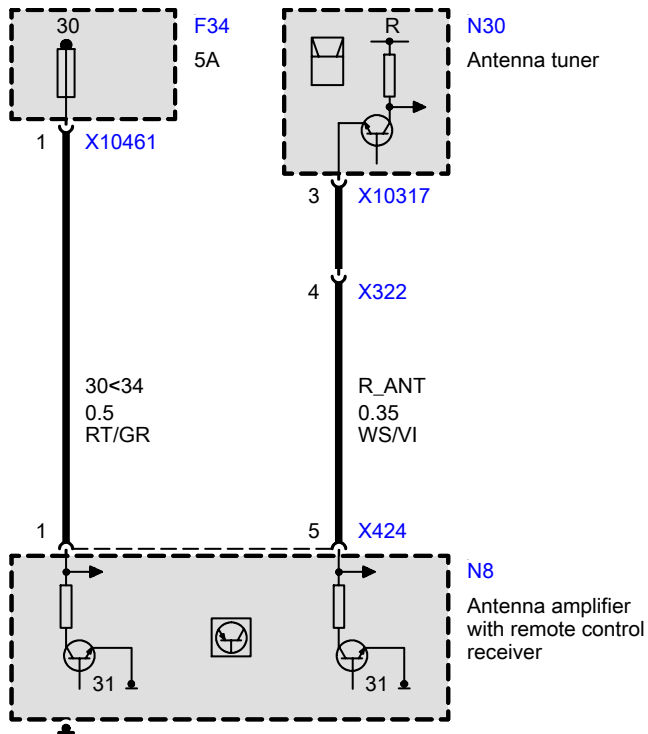 30
F34
5A
R
N30
Antenna tuner
1
X10461
3
X10317
4
X322
30<34
0.5
RT/GR
R_ANT
0.35
WS/VI
1
5
X424
N8
Antenna amplifier
with remote control
receiver
31
31